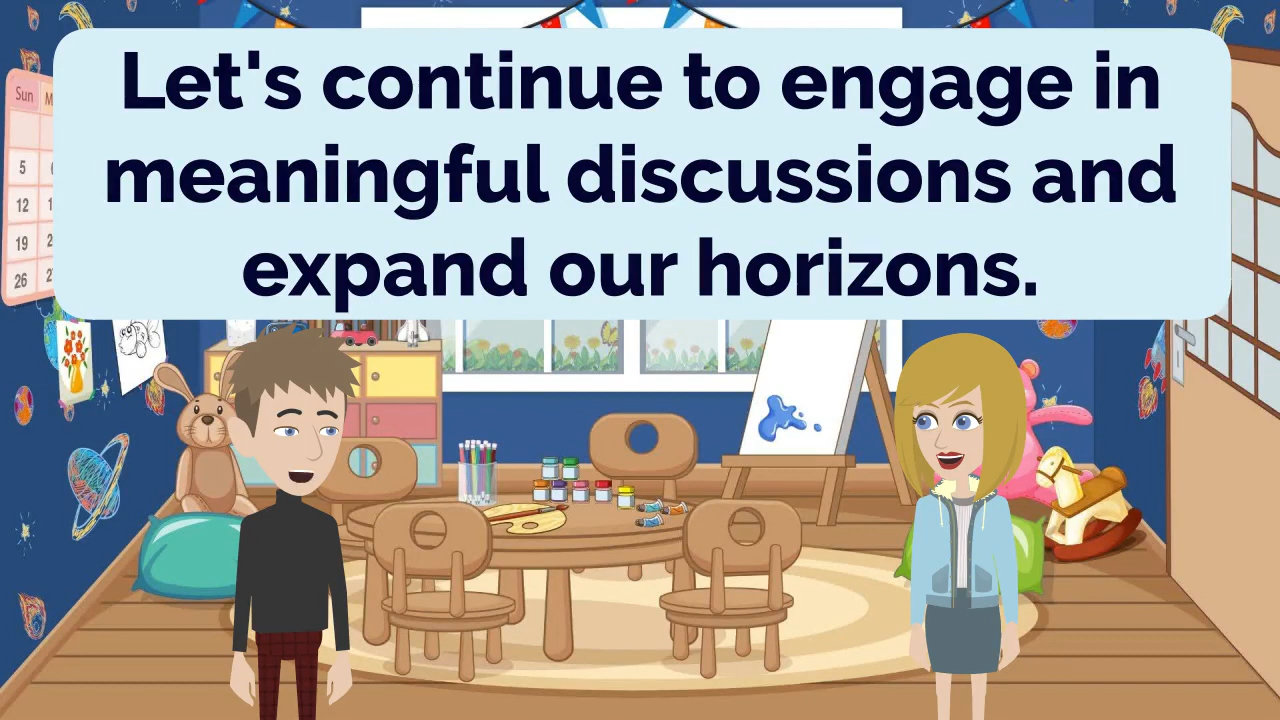 Let's continue to engage in
meaningful discussions and
expand our horizons.
Sun
5
12
19
26